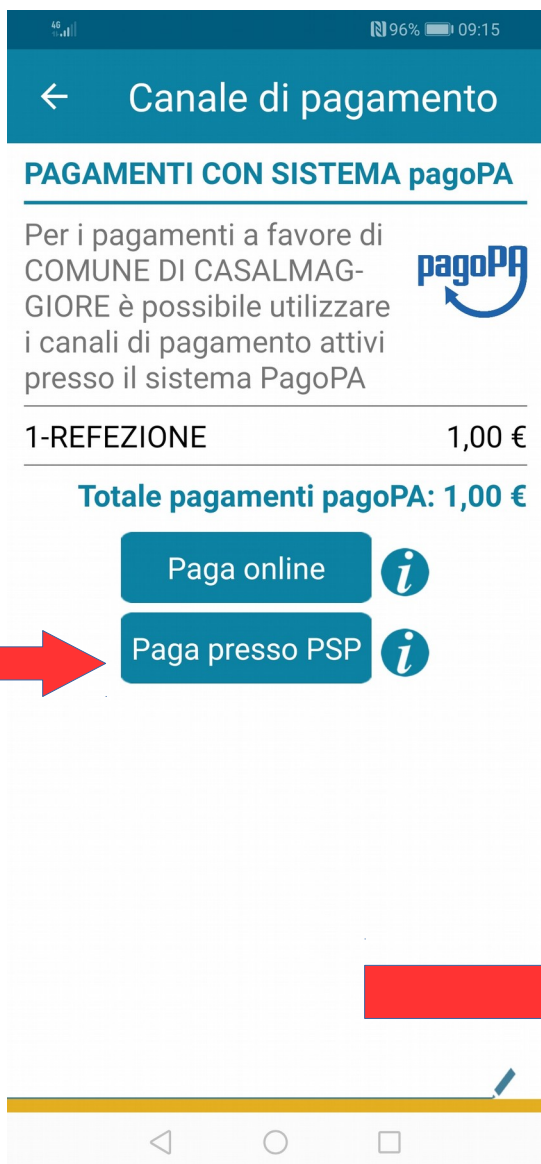 4G
96% 09:15
Canale di pagamento
PAGAMENTI CON SISTEMA pagoPA
Per i pagamenti a favore di
COMUNE DI CASALMAG-
GIORE è possibile utilizzare
i canali di pagamento attivi
presso il sistema PagoPA
pagoPA
1-REFEZIONE 1,00 €
Totale pagamenti pagoPA: 1,00 €
Paga online i
Paga presso PSP i